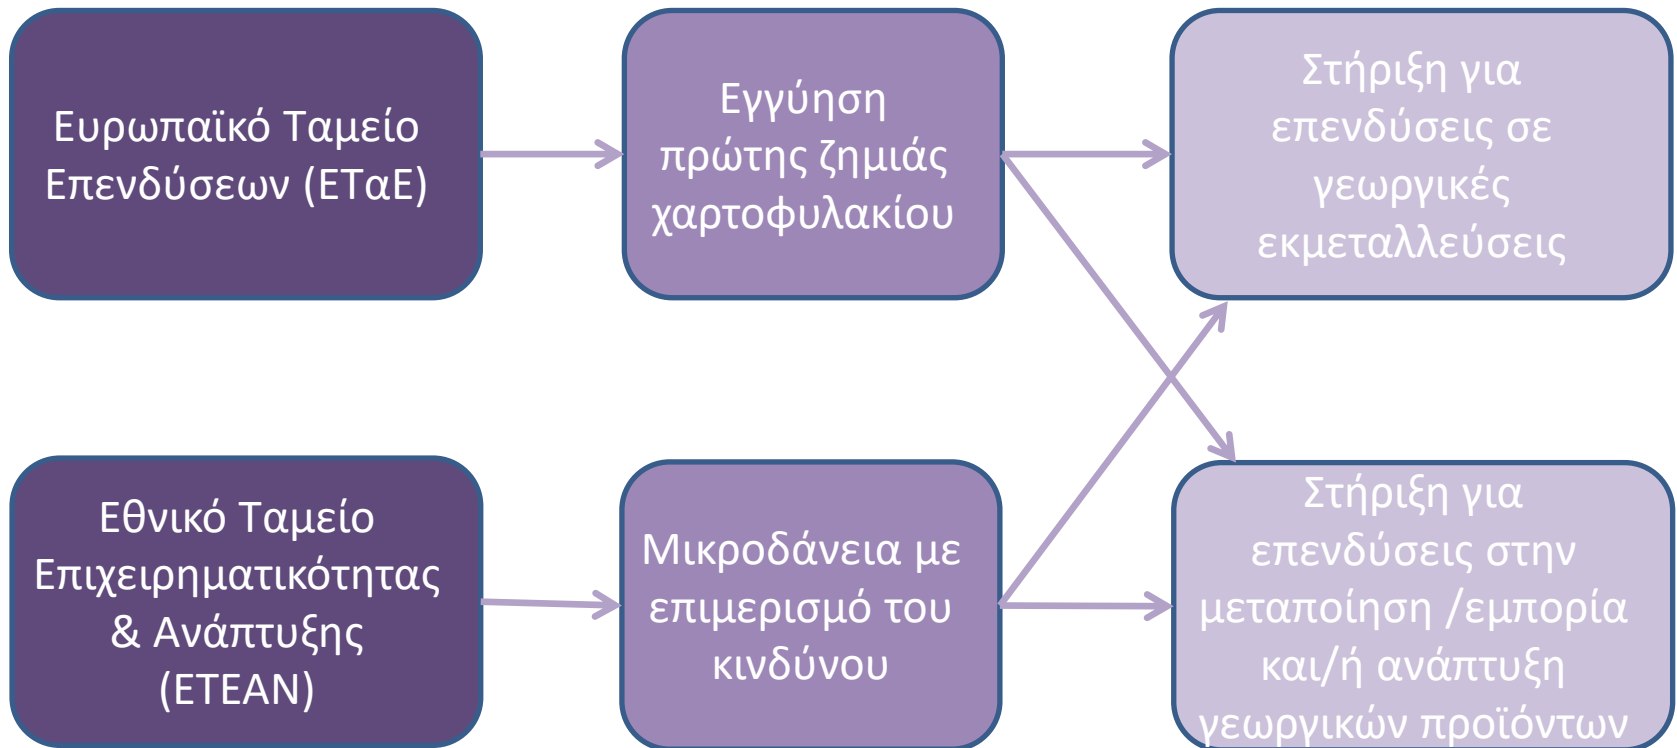 Ευρωπαϊκό Ταμείο
Επενδύσεων (ΕΤαΕ)
Εγγύηση
πρώτης ζημιάς
χαρτοφυλακίου
Στήριξη για
επενδύσεις σε
γεωργικές
εκμεταλλεύσεις
Εθνικό Ταμείο
Επιχειρηματικότητας
& Ανάπτυξης
(ΕΤΕΑΝ)
Μικροδάνεια με
επιμερισμό του
κινδύνου
Στήριξη για
επενδύσεις στην
μεταποίηση /εμπορία
και/ή ανάπτυξη
γεωργικών προϊόντων